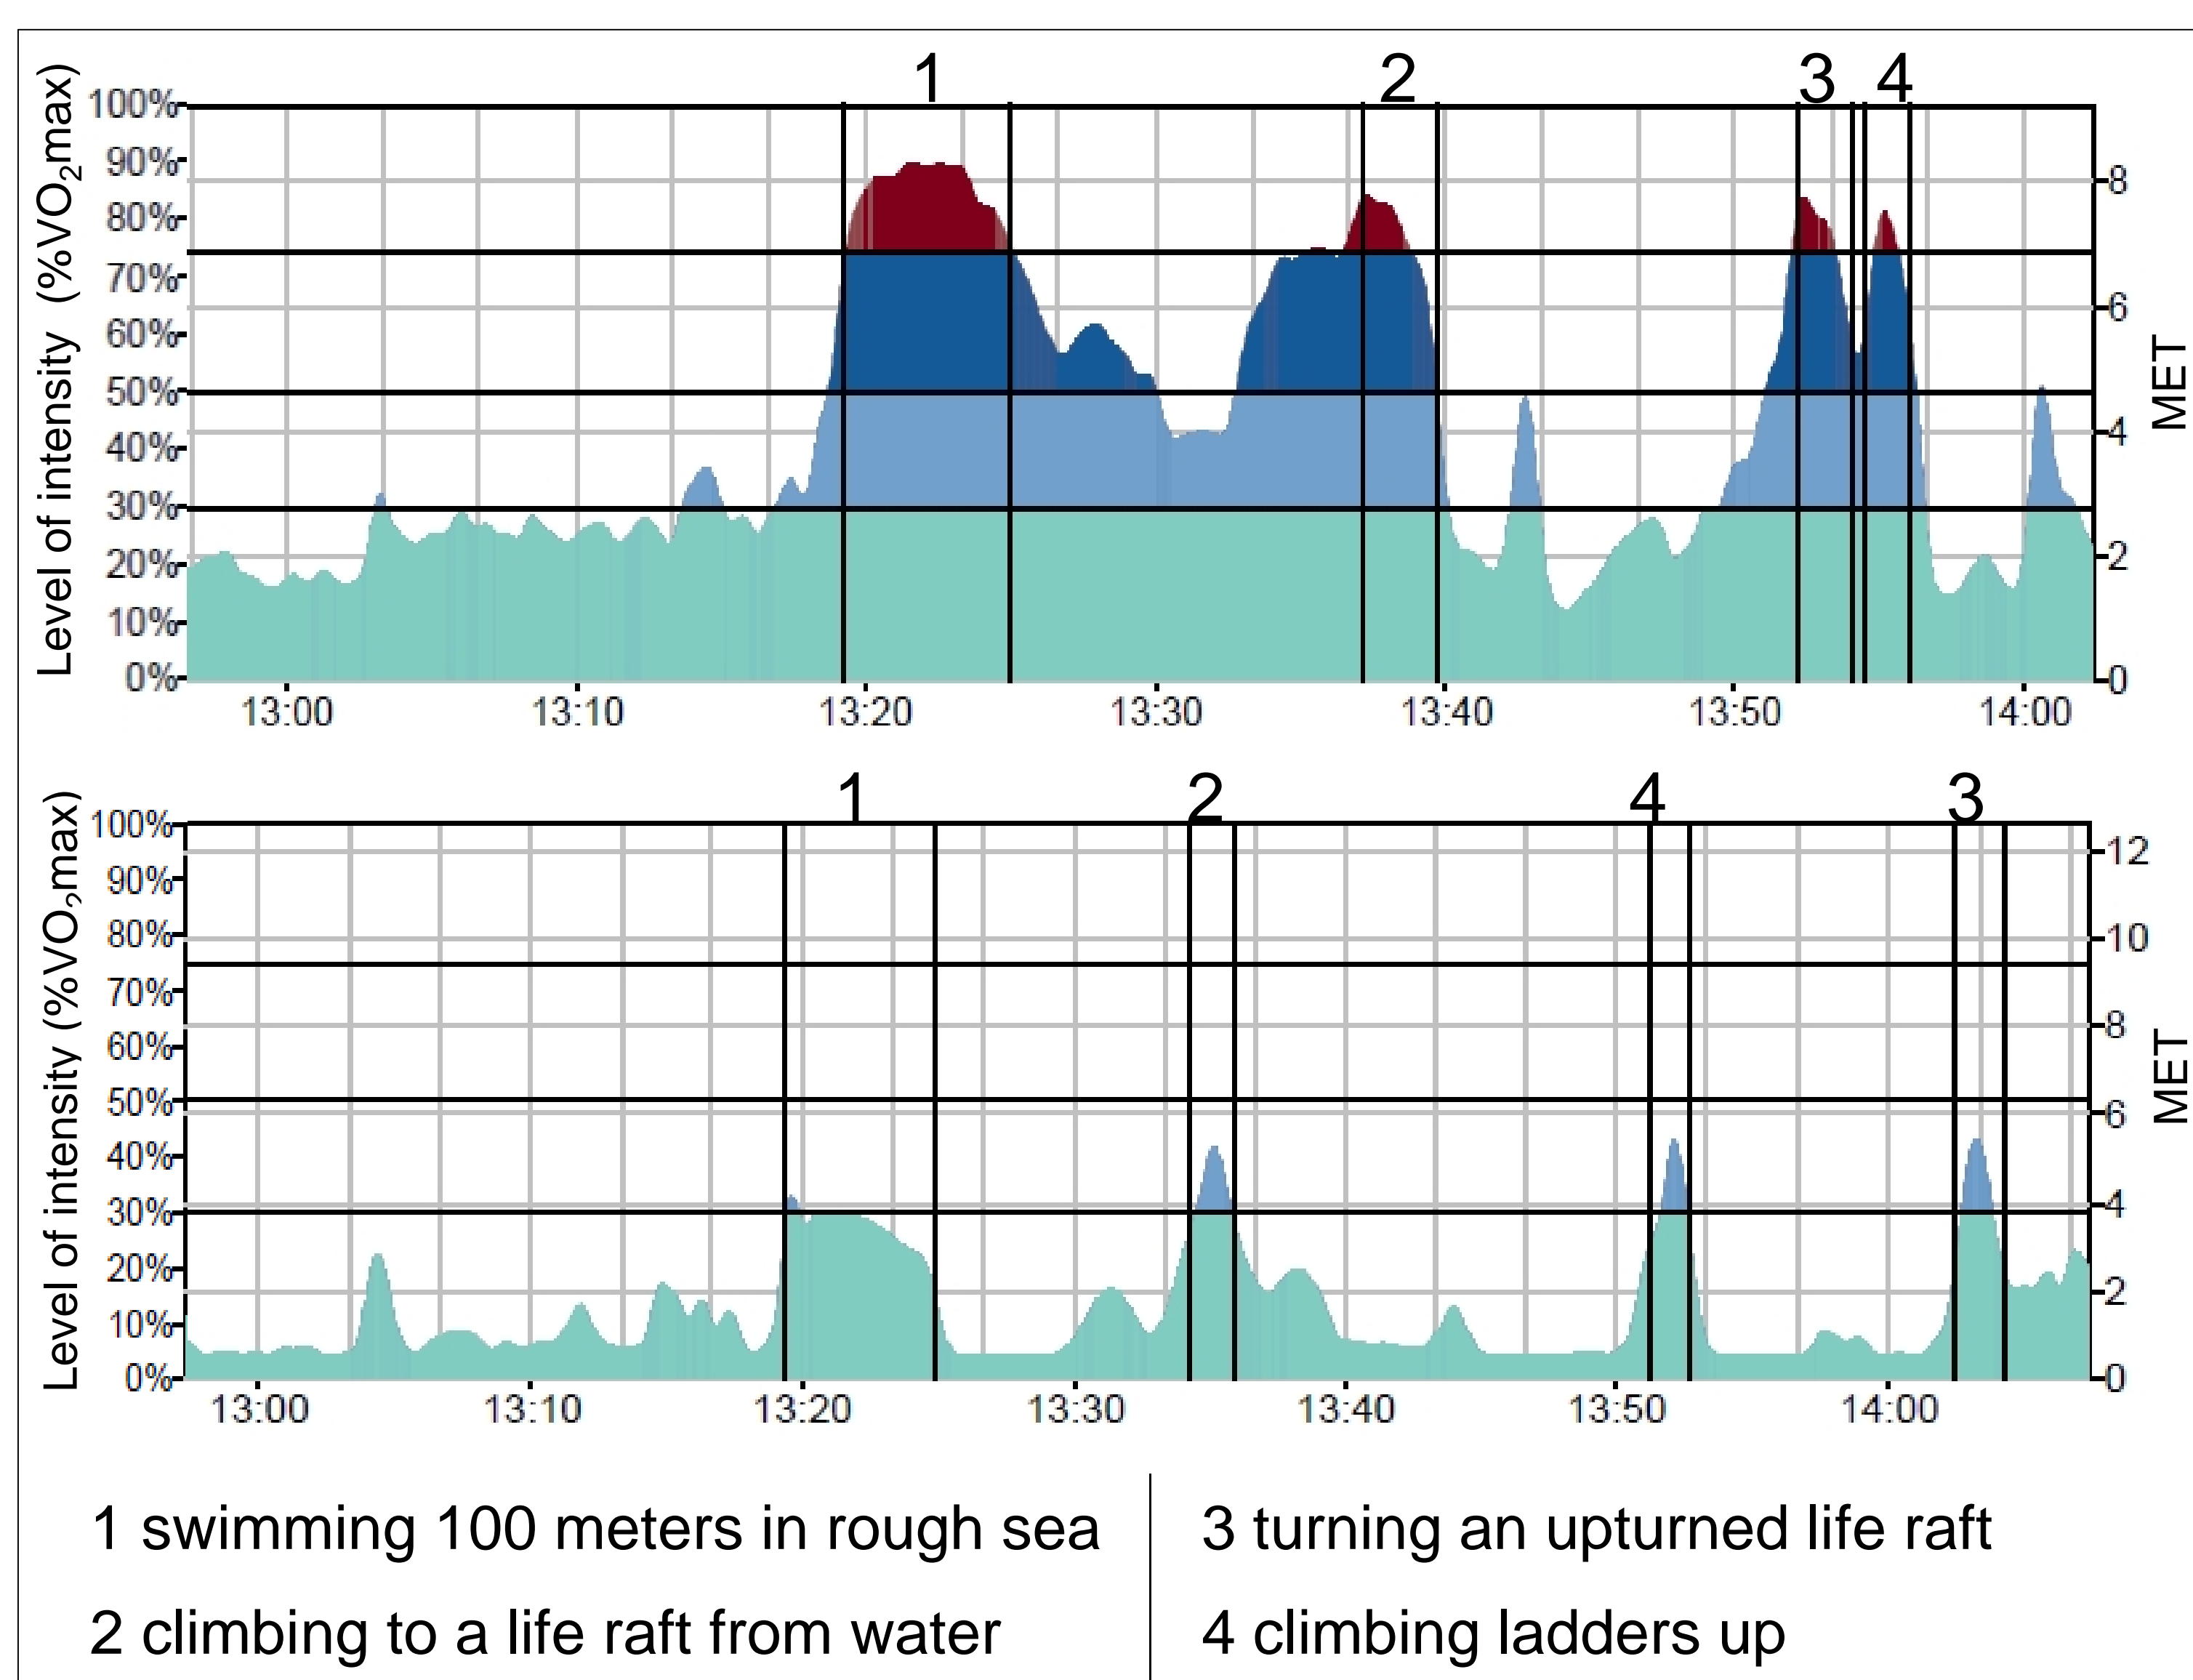 1 2 3 4
Level of intensity (%VO2max)
100%
90%
80%
70%
60%
50%
40%
30%
20%
10%
0%
8
6
4
2
0
MET
13:00 13:10 13:20 13:30 13:40 13:50 14:00
1 2 4 3
Level of intensity (%VO2max)
100%
90%
80%
70%
60%
50%
40%
30%
20%
10%
0%
12
10
8
6
4
2
0
MET
13:00 13:10 13:20 13:30 13:40 13:50 14:00
1 swimming 100 meters in rough sea
2 climbing to a life raft from water
3 turning an upturned life raft
4 climbing ladders up